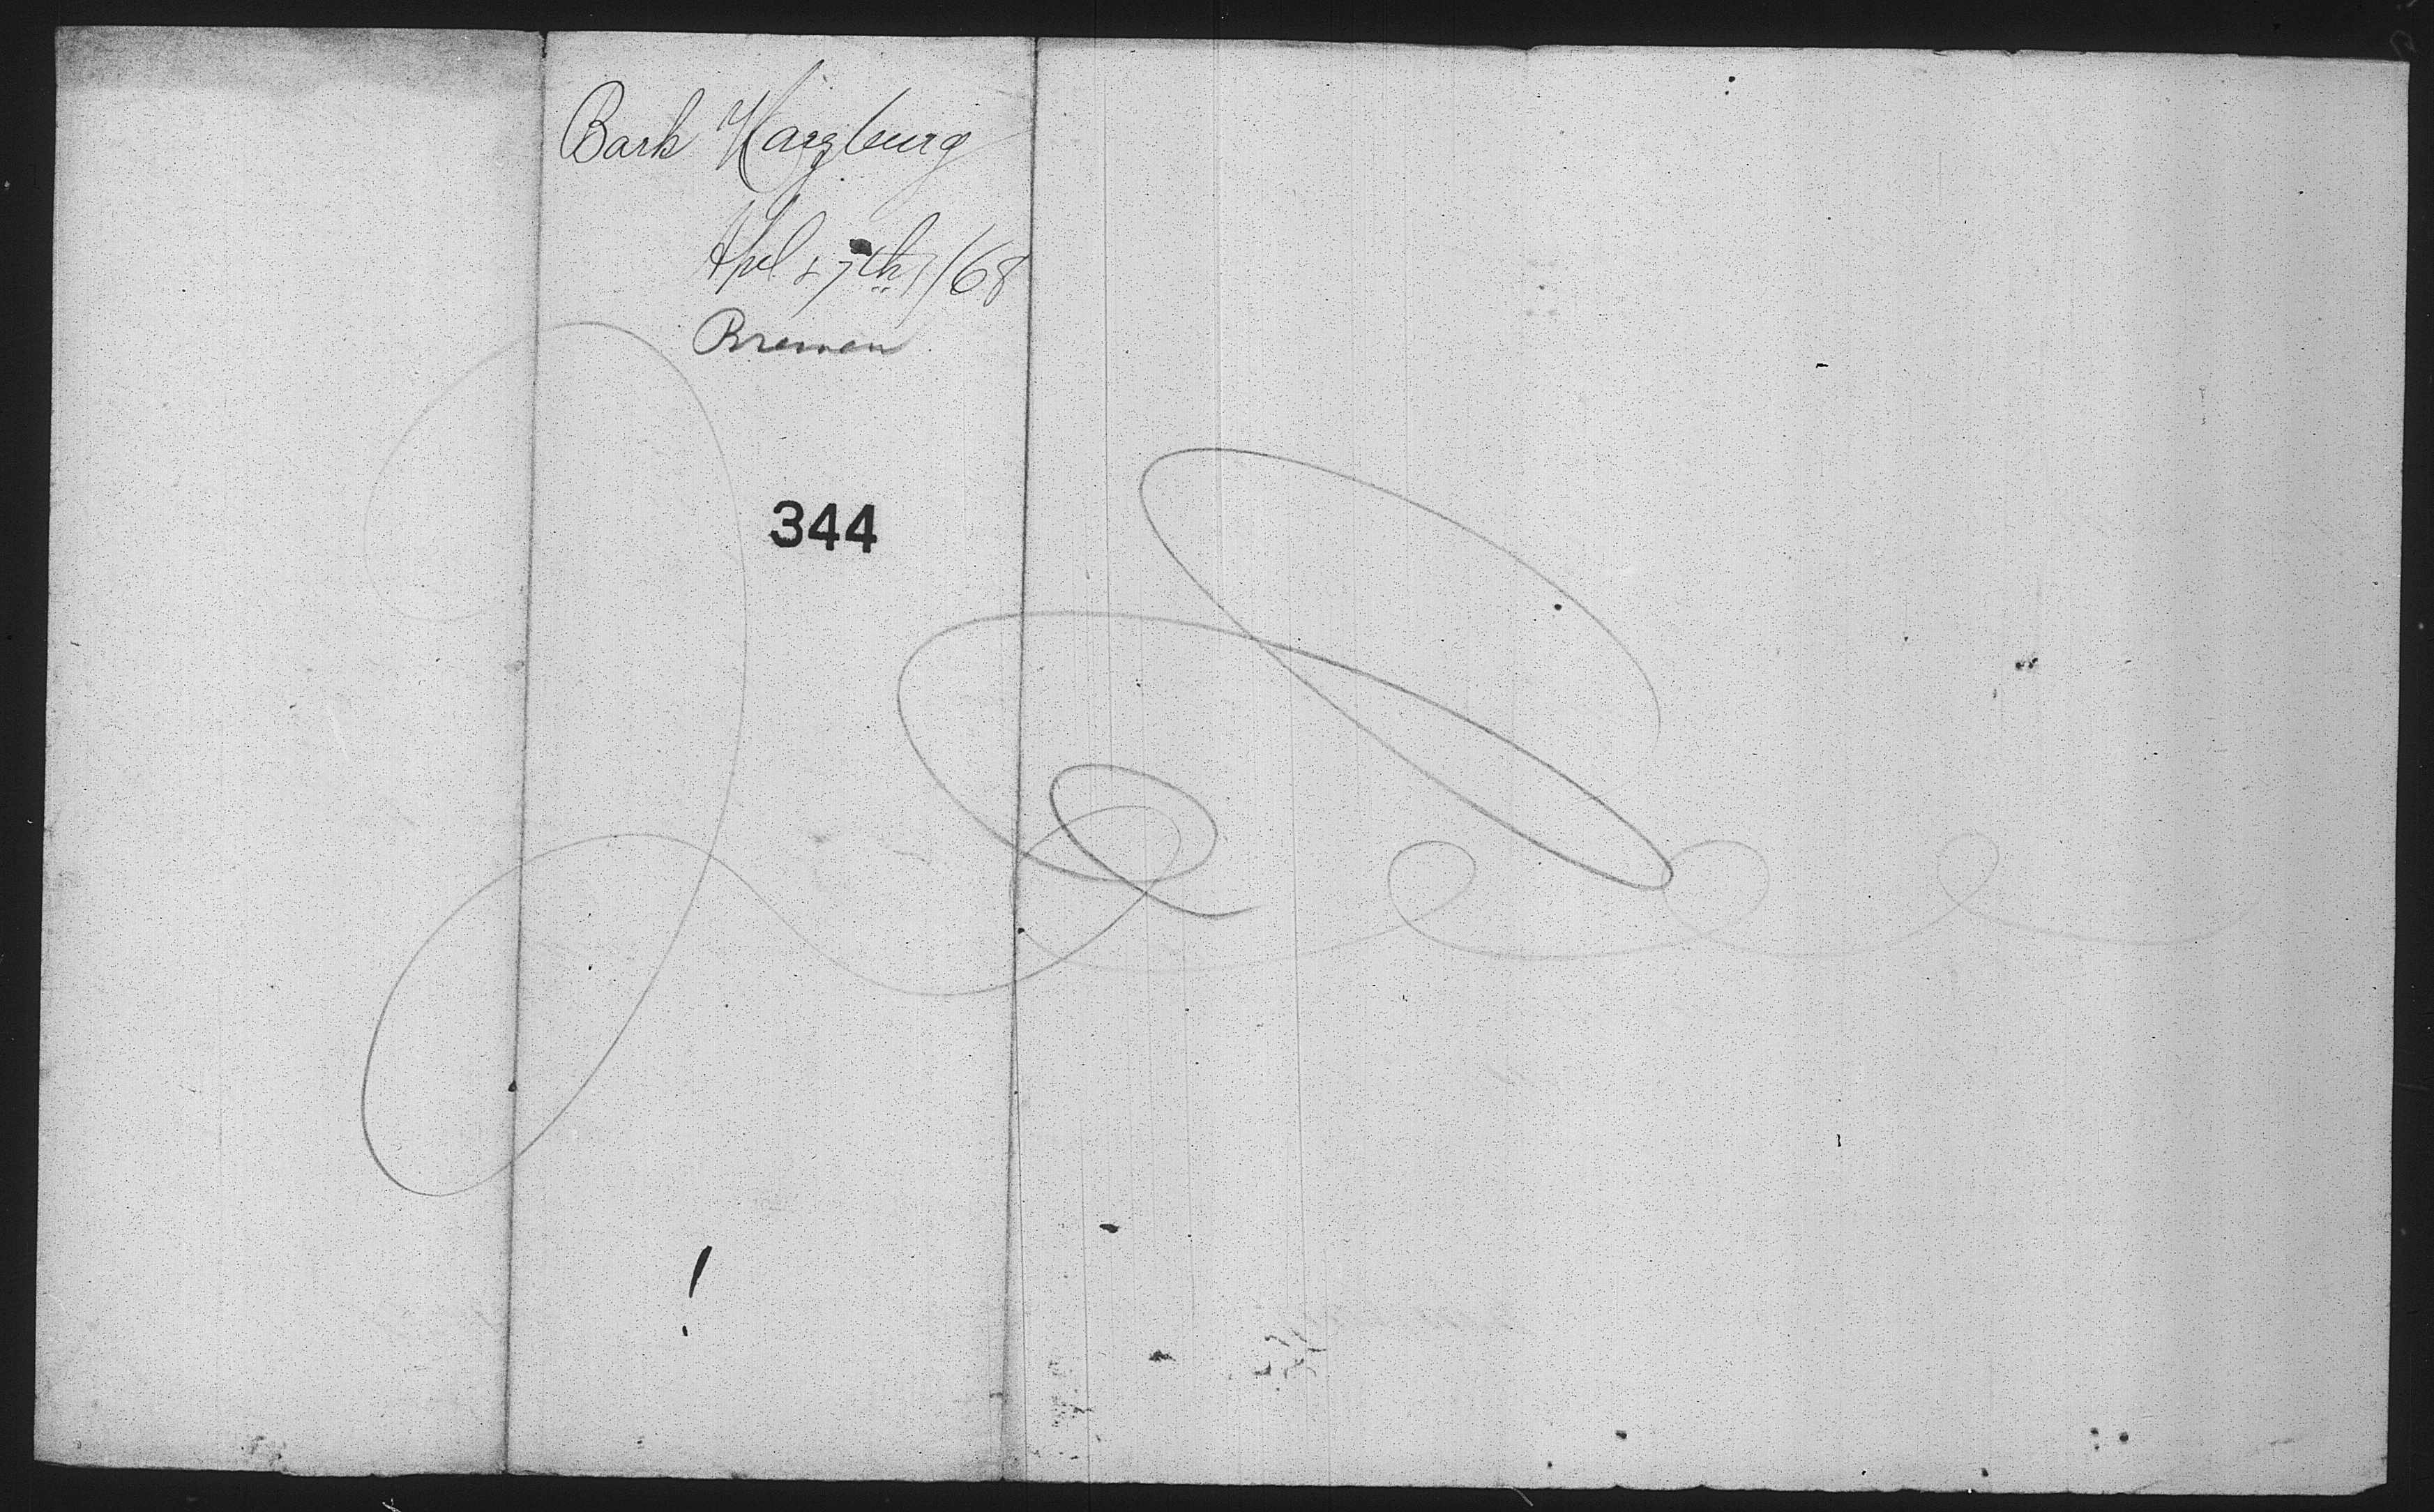 Bark Harzburg
Apl 27th /68
Bremen
344